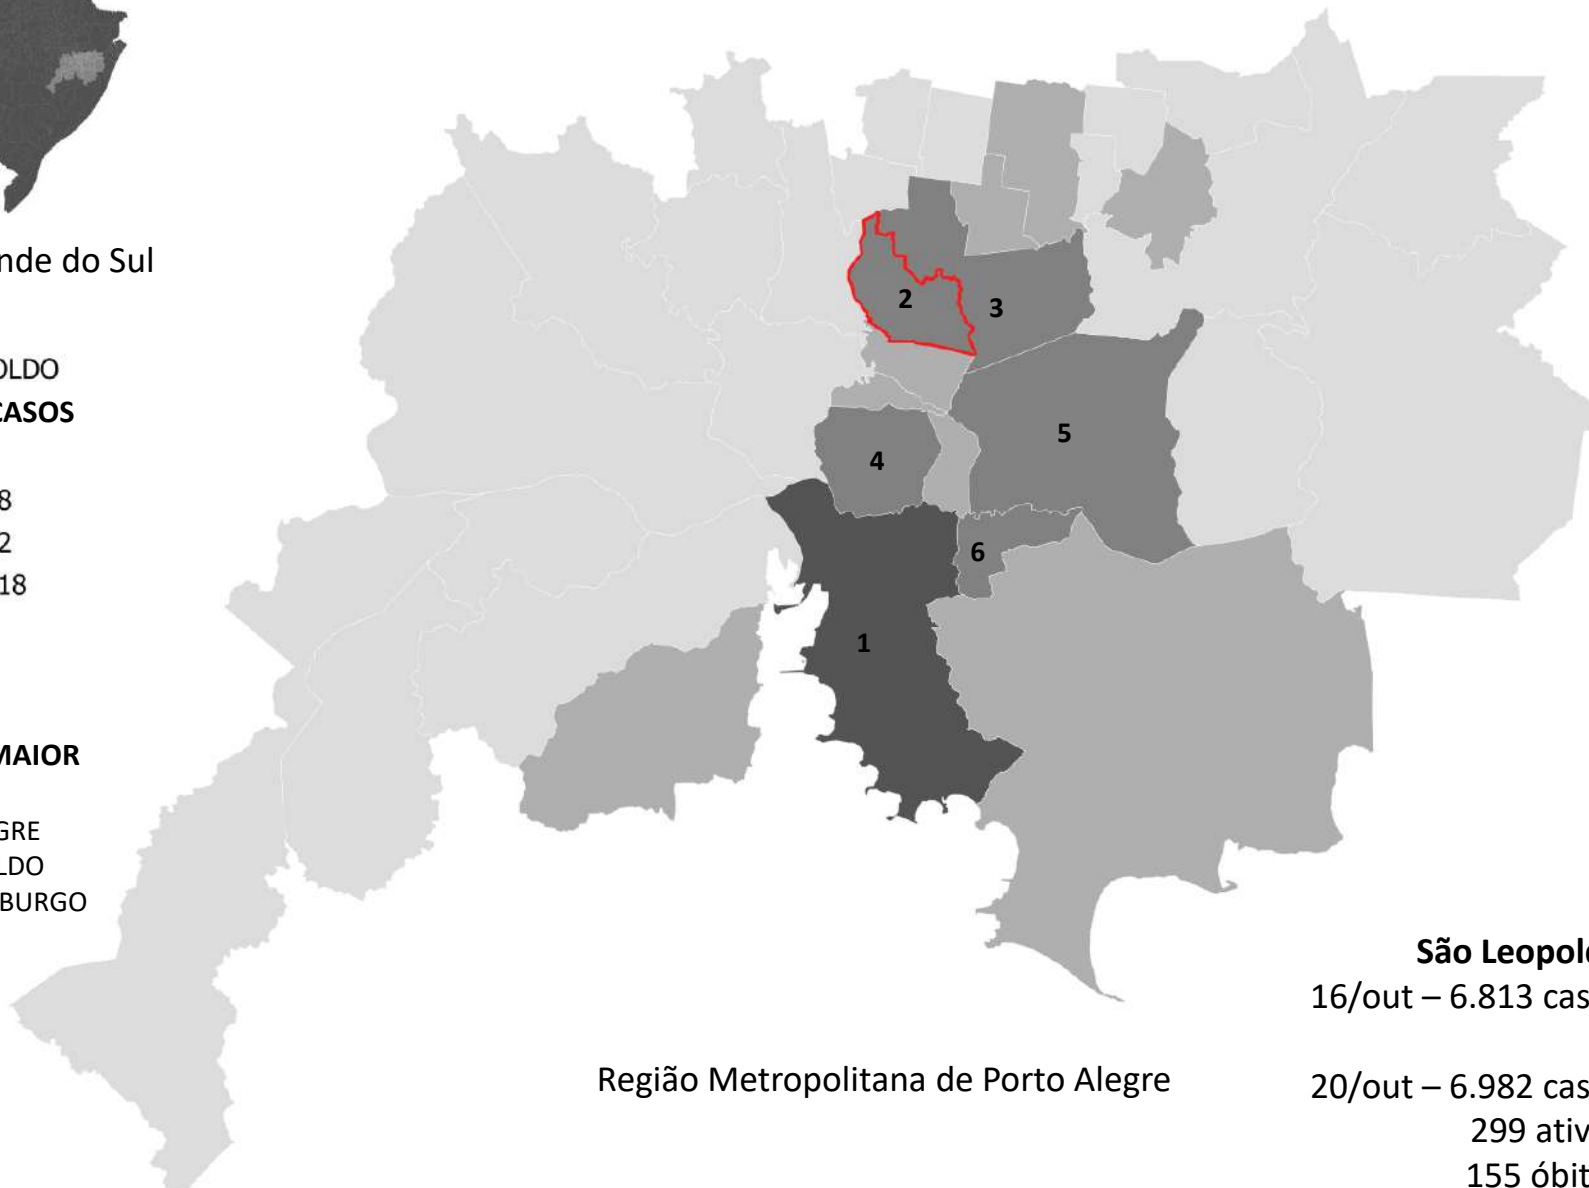 nde do Sul
OLDO
CASOS
8
2
18
MAIOR
GRE
LDO
BURGO
2
3
5
4
6
1
Região Metropolitana de Porto Alegre
São Leopold
16/out – 6.813 cas
20/out – 6.982 cas
299 ativ
155 óbit